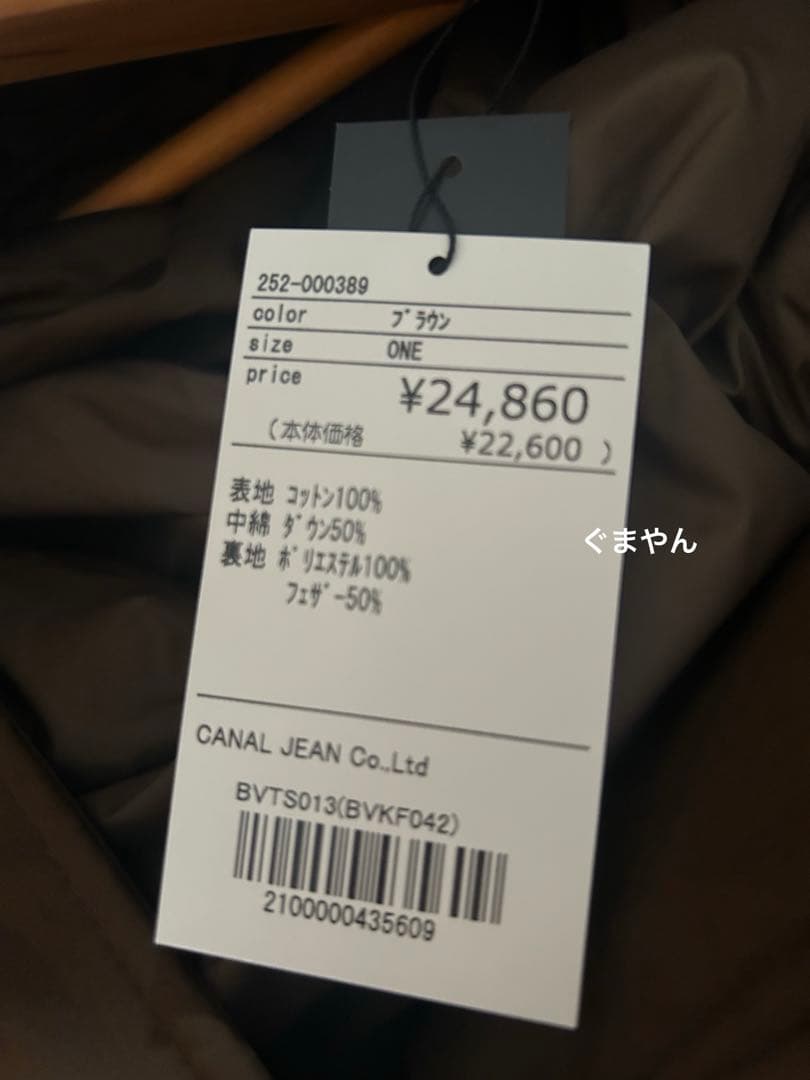 252-000389
color ブラウン
size ONE
price ¥24,860
(本体価格 ¥22,600 )
表地 コットン100%
中綿 ダウン50%
裏地 ポリエステル100%
フェザー50%
ぐまやん
CANAL JEAN Co.,Ltd
BVTS013(BVKF042)
2100000435609